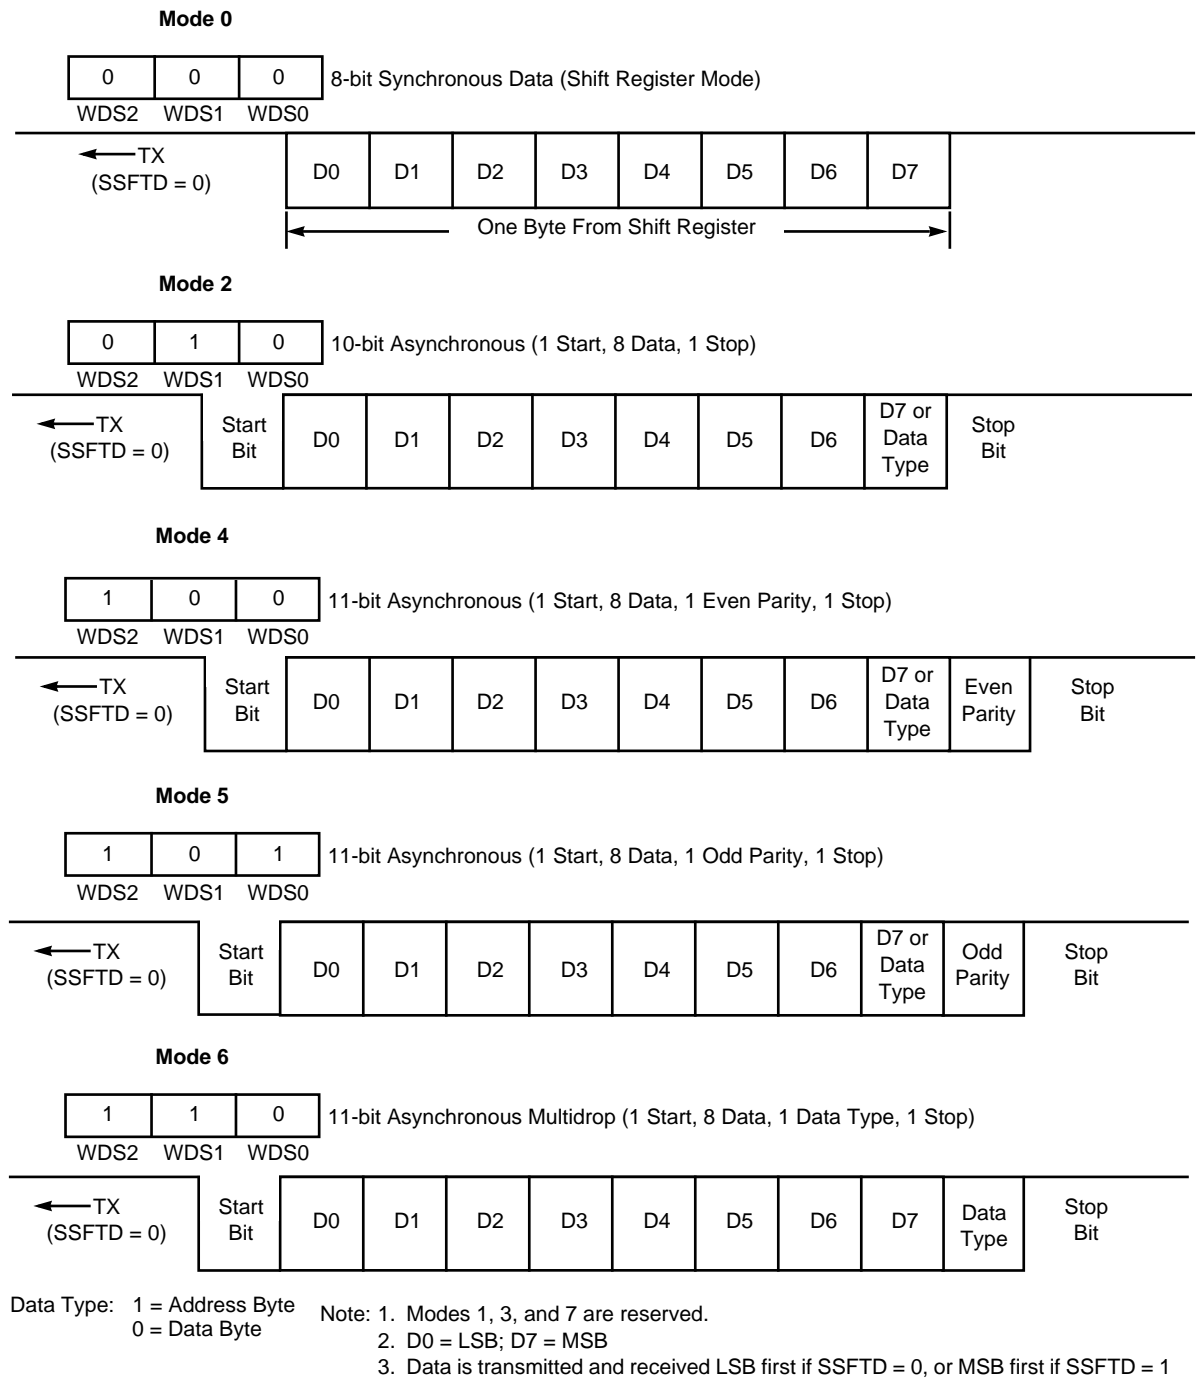 Mode 0
0 0 0 8-bit Synchronous Data (Shift Register Mode)
WDS2 WDS1 WDS0
TX
(SSFTD = 0)
D0 D1 D2 D3 D4 D5 D6 D7
One Byte From Shift Register
Mode 2
0 1 0 10-bit Asynchronous (1 Start, 8 Data, 1 Stop)
WDS2 WDS1 WDS0
TX
(SSFTD = 0)
Start
Bit
D0 D1 D2 D3 D4 D5 D6
D7 or
Data
Type
Stop
Bit
Mode 4
1 0 0 11-bit Asynchronous (1 Start, 8 Data, 1 Even Parity, 1 Stop)
WDS2 WDS1 WDS0
TX
(SSFTD = 0)
Start
Bit
D0 D1 D2 D3 D4 D5 D6
D7 or
Data
Type
Even
Parity
Stop
Bit
Mode 5
1 0 1 11-bit Asynchronous (1 Start, 8 Data, 1 Odd Parity, 1 Stop)
WDS2 WDS1 WDS0
TX
(SSFTD = 0)
Start
Bit
D0 D1 D2 D3 D4 D5 D6
D7 or
Data
Type
Odd
Parity
Stop
Bit
Mode 6
1 1 0 11-bit Asynchronous Multidrop (1 Start, 8 Data, 1 Data Type, 1 Stop)
WDS2 WDS1 WDS0
TX
(SSFTD = 0)
Start
Bit
D0 D1 D2 D3 D4 D5 D6 D7
Data
Type
Stop
Bit
Data Type: 1 = Address Byte
0 = Data Byte
Note: 1. Modes 1, 3, and 7 are reserved.
2. D0 = LSB; D7 = MSB
3. Data is transmitted and received LSB first if SSFTD = 0, or MSB first if SSFTD = 1